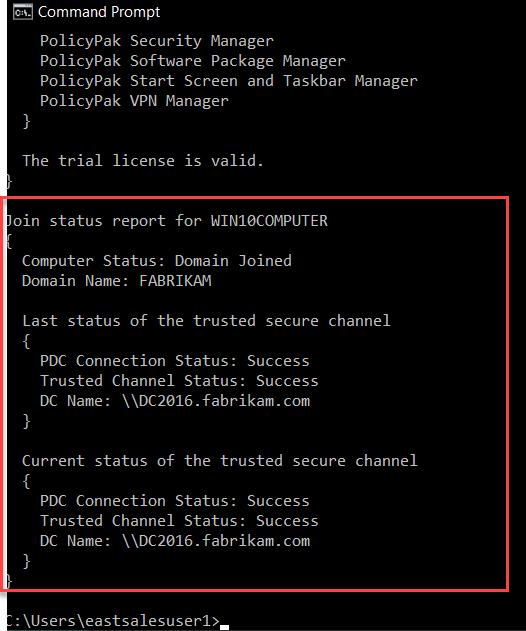 Command Prompt
PolicyPak Security Manager
PolicyPak Software Package Manager
PolicyPak Start Screen and Taskbar Manager
PolicyPak VPN Manager
}
The trial license is valid.
}
Join status report for WIN10COMPUTER
{
Computer Status: Domain Joined
Domain Name: FABRIKAM
Last status of the trusted secure channel
{
PDC Connection Status: Success
Trusted Channel Status: Success
DC Name: \\DC2016.fabrikam.com
}
Current status of the trusted secure channel
{
PDC Connection Status: Success
Trusted Channel Status: Success
DC Name: \\DC2016.fabrikam.com
}
}
C:\Users\eastsalesuser1>